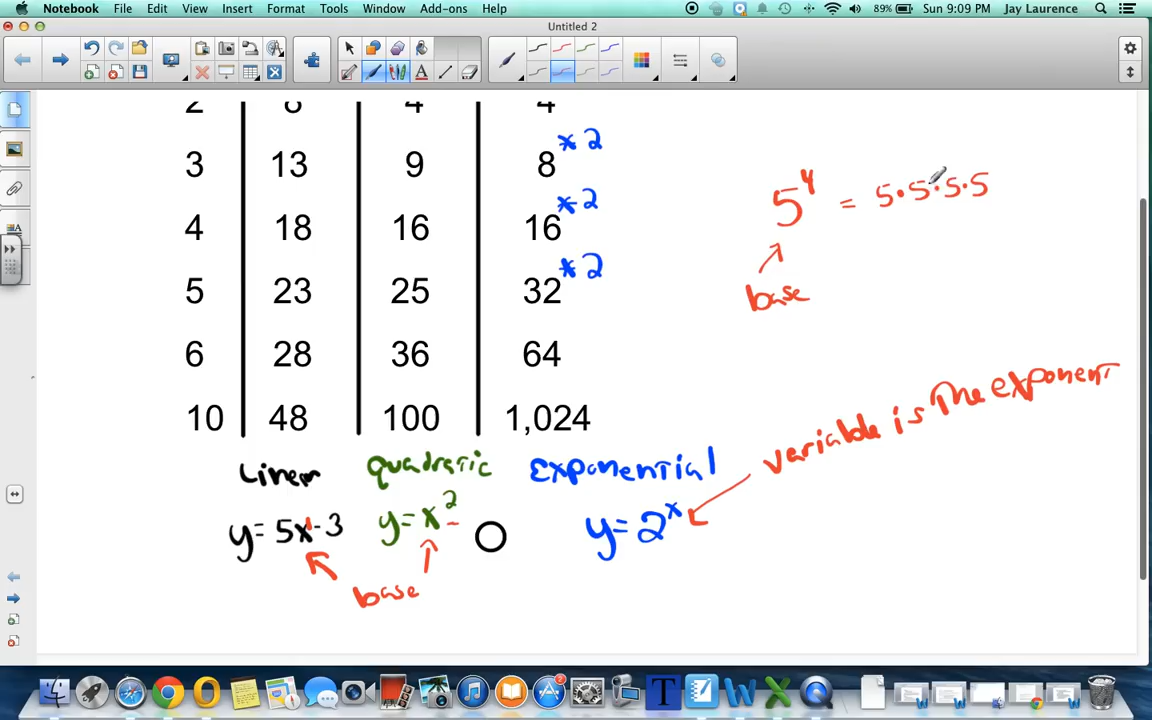 Notebook File Edit View Insert Format Tools Window Add-ons Help 89% Sun 9:09 PM Jay Laurence
Untitled 2
2 8 4 4
* 2
3 13 9 8
* 2
4 18 16 16
* 2
5 23 25 32
6 28 36 64
10 48 100 1,024
Linear quadratic Exponential
y=5x¹-3 y=x² y=2ˣ
base
5⁴ = 5·5·5·5
base
variable is The exponent